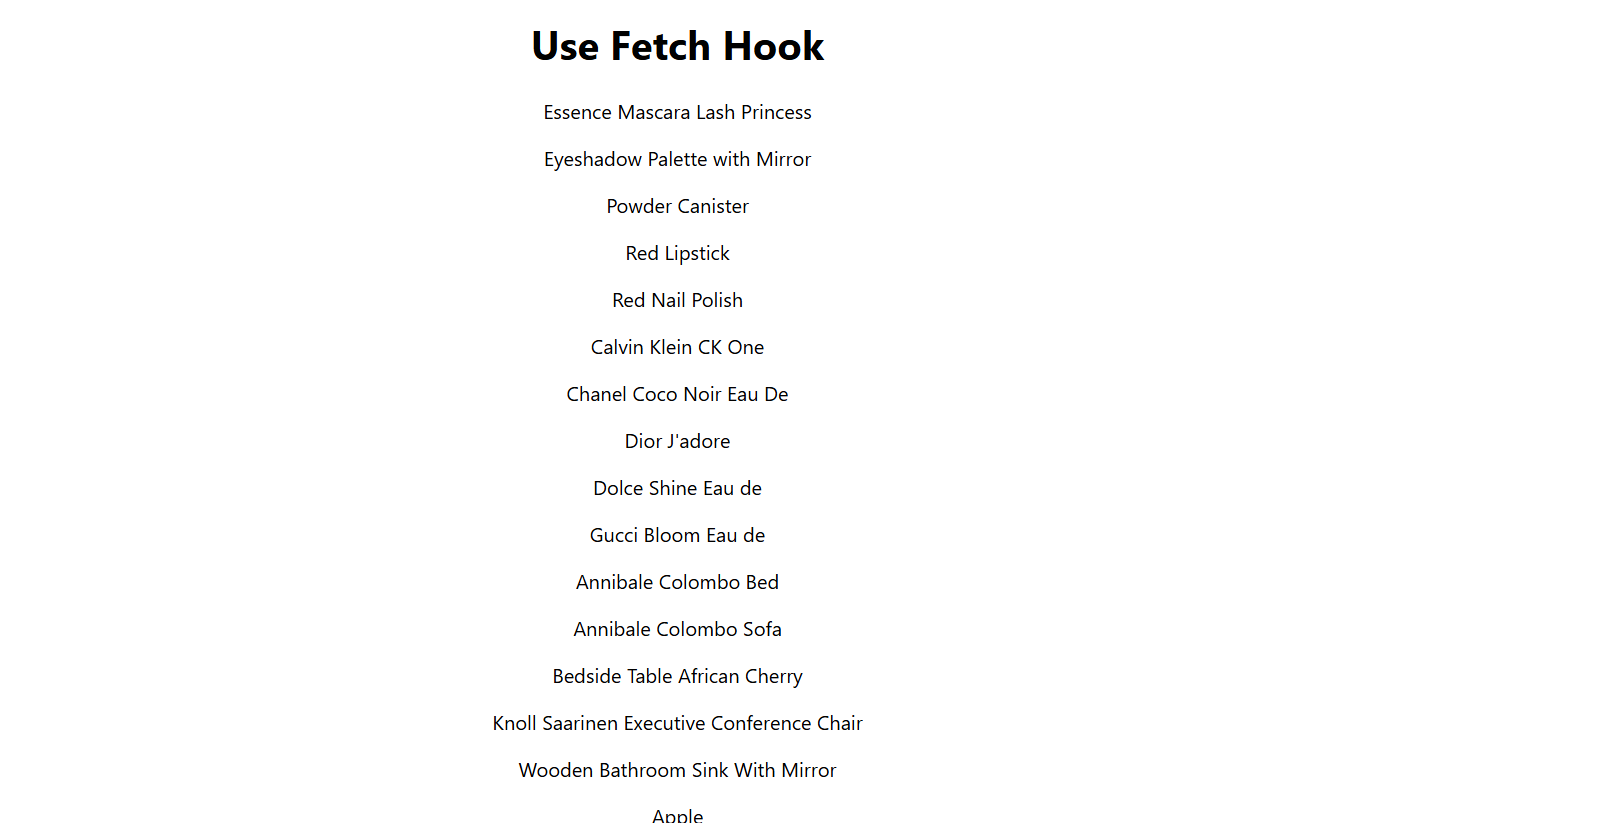 Use Fetch Hook
Essence Mascara Lash Princess
Eyeshadow Palette with Mirror
Powder Canister
Red Lipstick
Red Nail Polish
Calvin Klein CK One
Chanel Coco Noir Eau De
Dior J'adore
Dolce Shine Eau de
Gucci Bloom Eau de
Annibale Colombo Bed
Annibale Colombo Sofa
Bedside Table African Cherry
Knoll Saarinen Executive Conference Chair
Wooden Bathroom Sink With Mirror
Apple